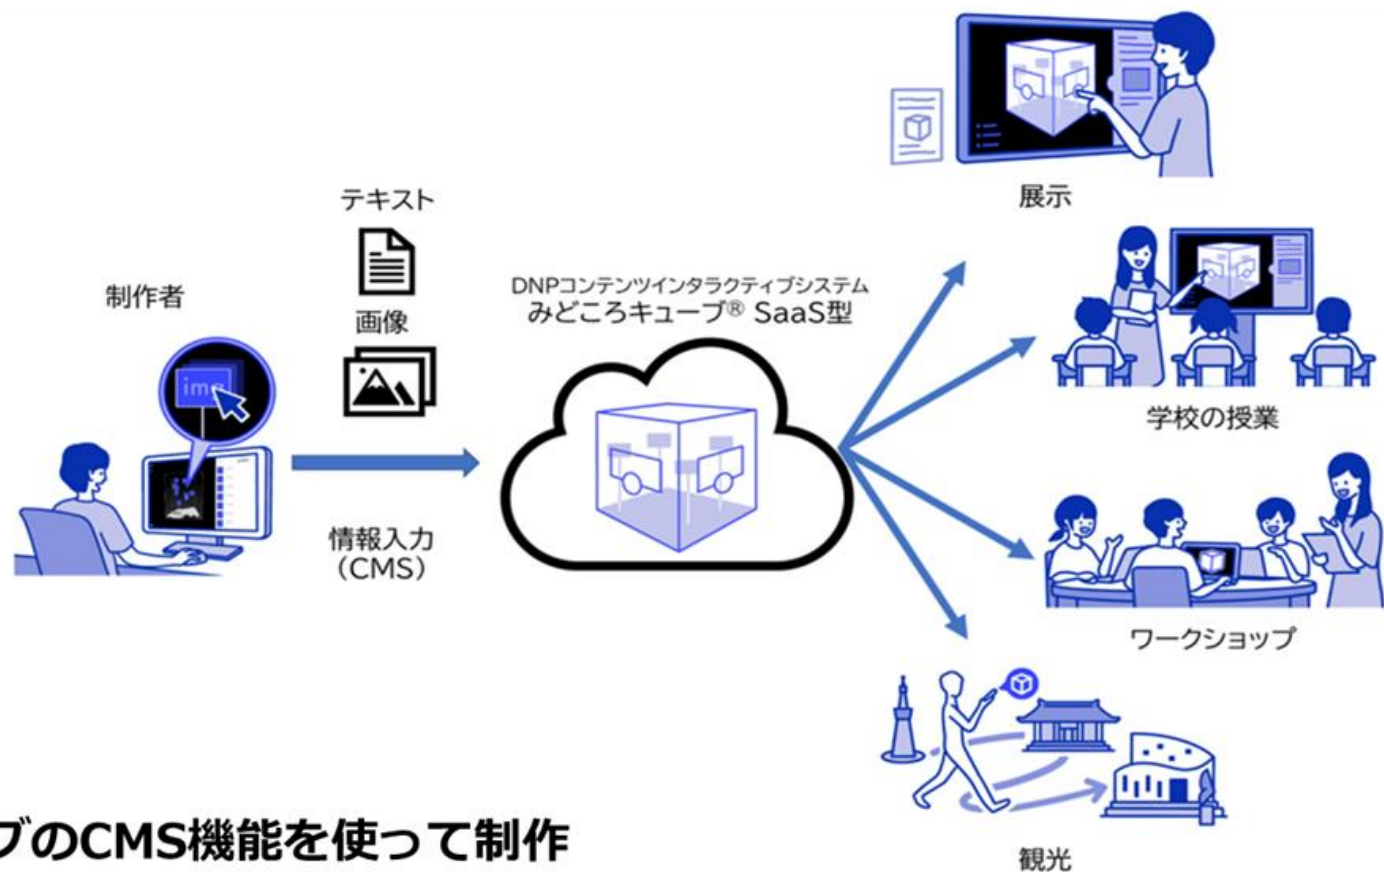 制作者
テキスト
画像
img
情報入力
(CMS)
DNPコンテンツインタラクティブシステム
みどころキューブ® SaaS型
展示
学校の授業
ワークショップ
観光
ブのCMS機能を使って制作